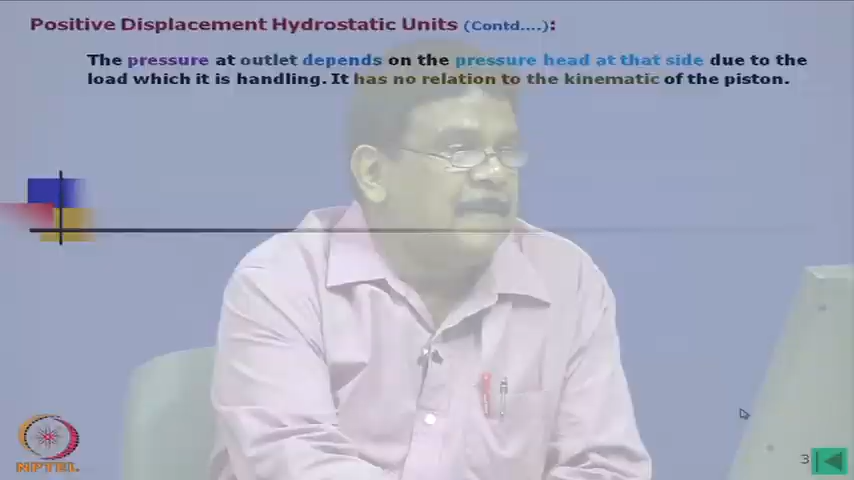 Positive Displacement Hydrostatic Units (Contd....):
The pressure at outlet depends on the pressure head at that side due to the
load which it is handling. It has no relation to the kinematic of the piston.
3
NPTEL